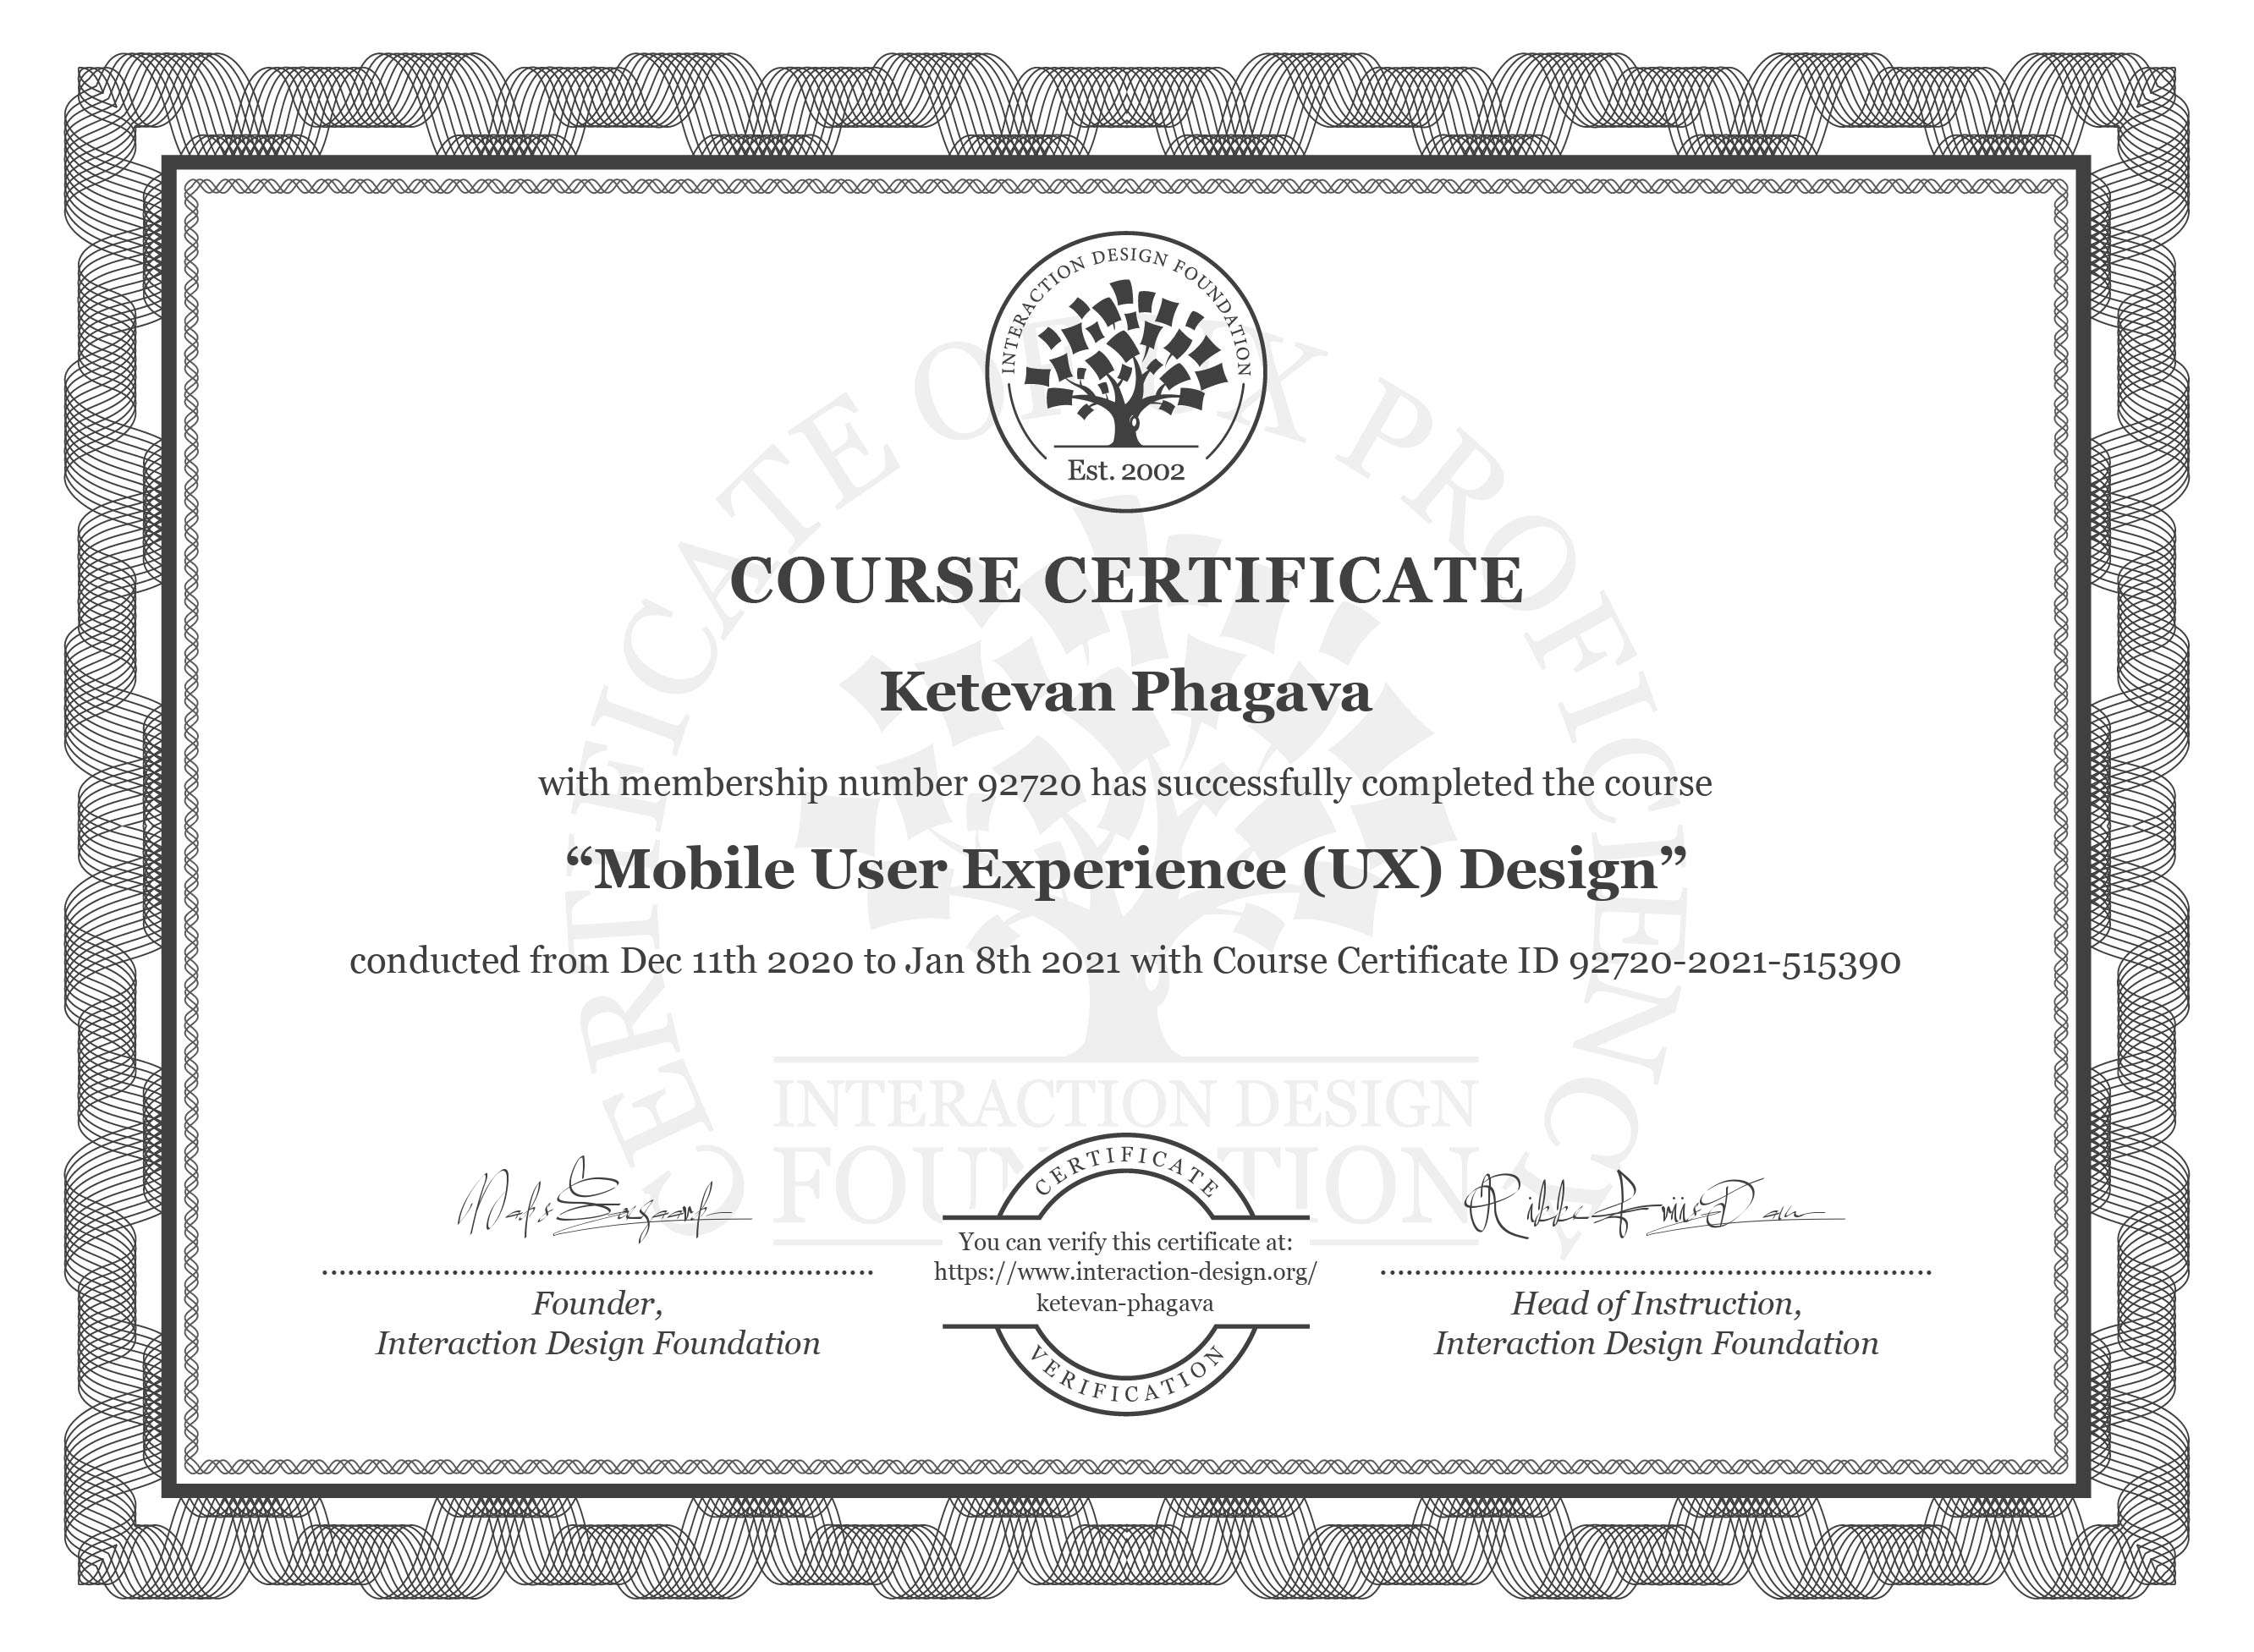 INTERACTION DESIGN FOUNDATION
Est. 2002
CERTIFICATE OF UX PROFICIENCY
COURSE CERTIFICATE
Ketevan Phagava
with membership number 92720 has successfully completed the course
“Mobile User Experience (UX) Design”
conducted from Dec 11th 2020 to Jan 8th 2021 with Course Certificate ID 92720-2021-515390
INTERACTION DESIGN
FOUNDATION
CERTIFICATE
You can verify this certificate at:
https://www.interaction-design.org/
ketevan-phagava
VERIFICATION
Founder,
Interaction Design Foundation
Rikke Friis Dam
Head of Instruction,
Interaction Design Foundation